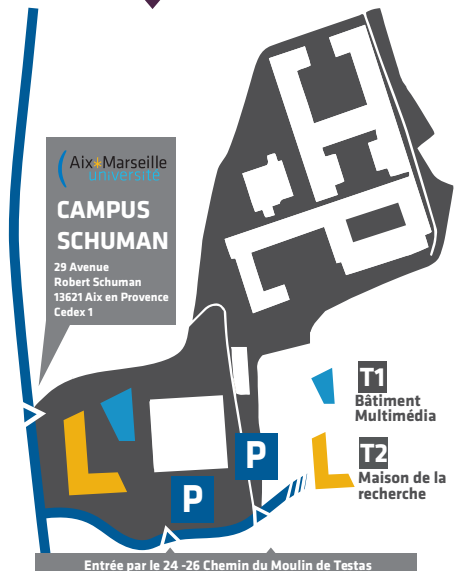 Aix*Marseille
université
CAMPUS
SCHUMAN
29 Avenue
Robert Schuman
13621 Aix en Provence
Cedex 1
T1
Bâtiment
Multimédia
T2
Maison de la
recherche
P
P
Entrée par le 24 -26 Chemin du Moulin de Testas